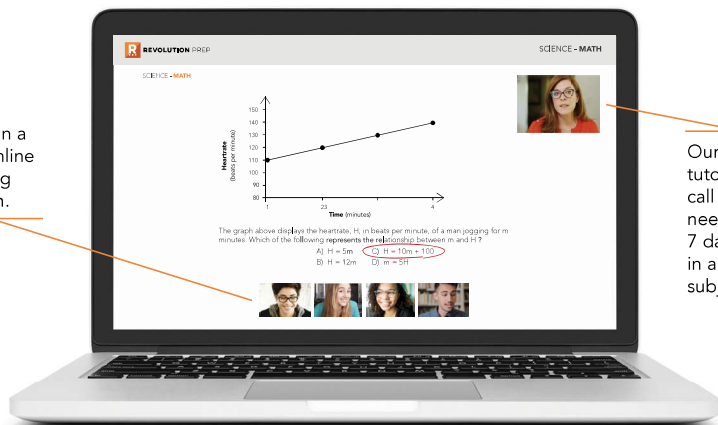 REVOLUTION PREP
SCIENCE - MATH
SCIENCE - MATH
150
140
130
120
110
100
90
80
Heartrate
(beats per minute)
1
23
4
Time (minutes)
The graph above displays the heartrate, H, in beats per minute, of a man jogging for m
minutes. Which of the following represents the relationship between m and H ?
A) H = 5m
C) H = 10m + 100
B) H = 12m
D) m = 5H
n a
nline
g
n.
Our
tuto
call
nee
7 da
in a
subj